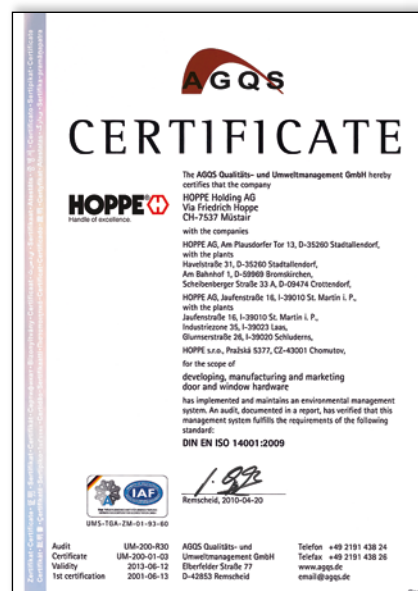 AGQS
CERTIFICATE
The AGQS Qualitäts- und Umweltmanagement GmbH hereby
certifies that the company
HOPPE
Handle of excellence.
HOPPE Holding AG
Via Friedrich Hoppe
CH-7537 Müstair
with the companies
HOPPE AG, Am Plausdorfer Tor 13, D-35260 Stadtallendorf,
with the plants
Havelstraße 31, D-35260 Stadtallendorf,
Am Bahnhof 1, D-59969 Bromskirchen,
Scheibenberger Straße 33 A, D-09474 Crottendorf,
HOPPE AG, Jaufenstraße 16, I-39010 St. Martin i. P.,
with the plants
Jaufenstraße 16, I-39010 St. Martin i. P.,
Industriezone 35, I-39023 Laas,
Glurnserstraße 26, I-39020 Schluderns,
HOPPE s.r.o., Pražská 5377, CZ-43001 Chomutov,
for the scope of
developing, manufacturing and marketing
door and window hardware
has implemented and maintains an environmental management
system. An audit, documented in a report, has verified that this
management system fulfills the requirements of the following
standard:
DIN EN ISO 14001:2009
IAF
Remscheid, 2010-04-20
UMS-TGA-ZM-01-93-60
Audit UM-200-R30 AGQS Qualitäts- und Telefon +49 2191 438 24
Certificate UM-200-01-03 Umweltmanagement GmbH Telefax +49 2191 438 26
Validity 2013-06-12 Elberfelder Straße 77 www.agqs.de
1st certification 2001-06-13 D-42853 Remscheid email@agqs.de